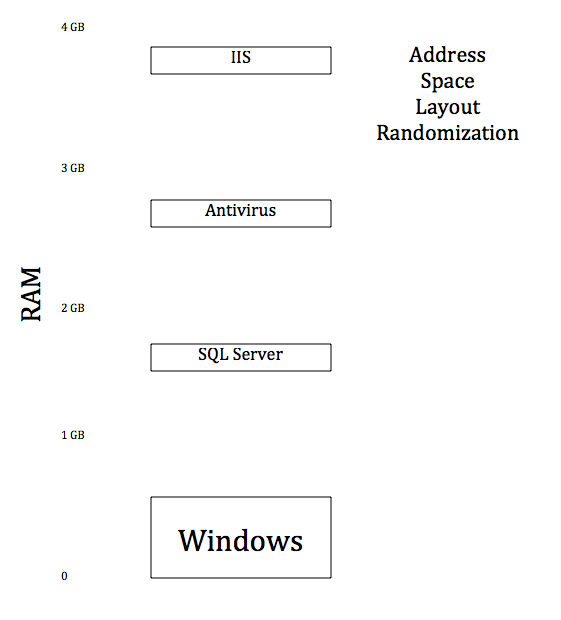 4 GB
IIS
Address
Space
Layout
Randomization
3 GB
Antivirus
RAM
2 GB
SQL Server
1 GB
Windows
0